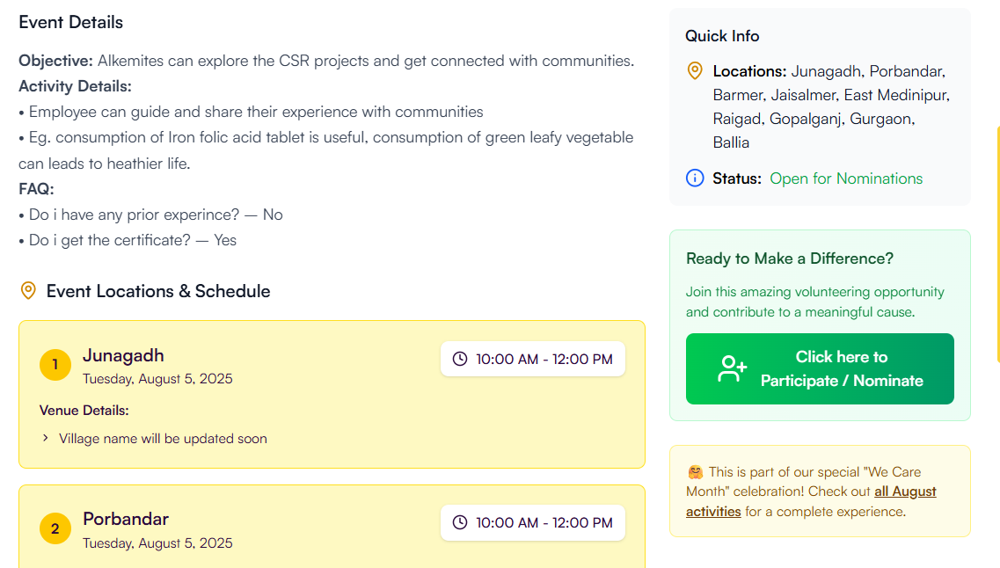 Event Details
Objective: Alkemites can explore the CSR projects and get connected with communities.
Activity Details:
• Employee can guide and share their experience with communities
• Eg. consumption of Iron folic acid tablet is useful, consumption of green leafy vegetable
can leads to heathier life.
FAQ:
• Do i have any prior experince? — No
• Do i get the certificate? — Yes
Event Locations & Schedule
1
Junagadh
Tuesday, August 5, 2025
10:00 AM - 12:00 PM
Venue Details:
Village name will be updated soon
2
Porbandar
Tuesday, August 5, 2025
10:00 AM - 12:00 PM
Quick Info
Locations: Junagadh, Porbandar,
Barmer, Jaisalmer, East Medinipur,
Raigad, Gopalganj, Gurgaon,
Ballia
Status: Open for Nominations
Ready to Make a Difference?
Join this amazing volunteering opportunity
and contribute to a meaningful cause.
Click here to
Participate / Nominate
🤗 This is part of our special "We Care
Month" celebration! Check out all August
activities for a complete experience.